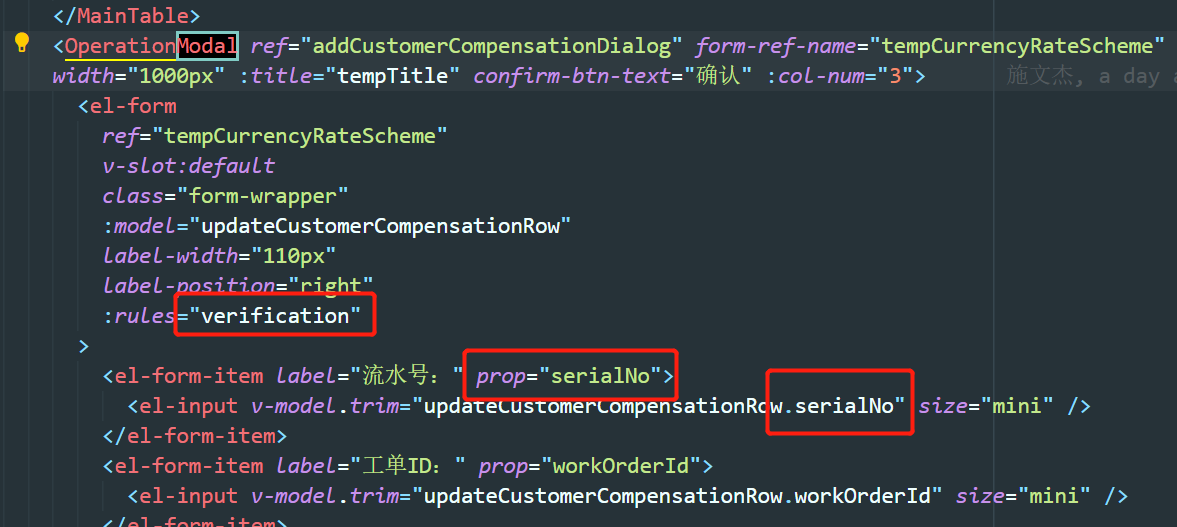 </MainTable>
<OperationModal ref="addCustomerCompensationDialog" form-ref-name="tempCurrencyRateScheme"
width="1000px" :title="tempTitle" confirm-btn-text="确认" :col-num="3"> 施文杰, a day a
<el-form
ref="tempCurrencyRateScheme"
v-slot:default
class="form-wrapper"
:model="updateCustomerCompensationRow"
label-width="110px"
label-position="right"
:rules="verification"
>
<el-form-item label="流水号：" prop="serialNo">
<el-input v-model.trim="updateCustomerCompensationRow.serialNo" size="mini" />
</el-form-item>
<el-form-item label="工单ID：" prop="workOrderId">
<el-input v-model.trim="updateCustomerCompensationRow.workOrderId" size="mini" />
</el-form-item>